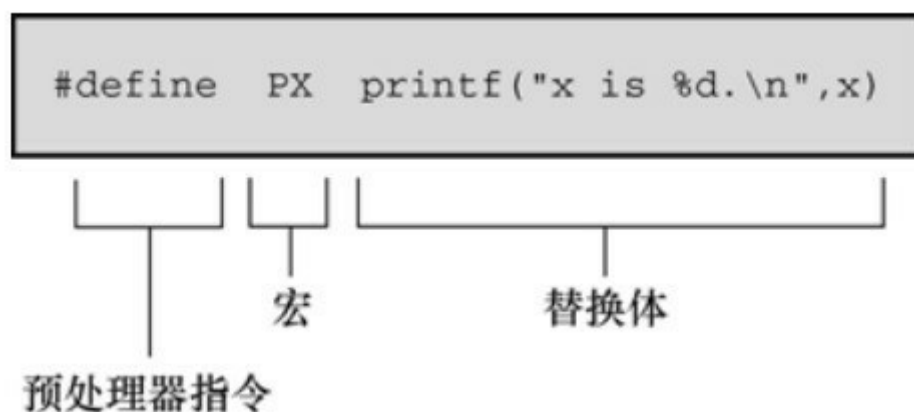 #define PX printf("x is %d.\n",x)
宏
替换体
预处理器指令